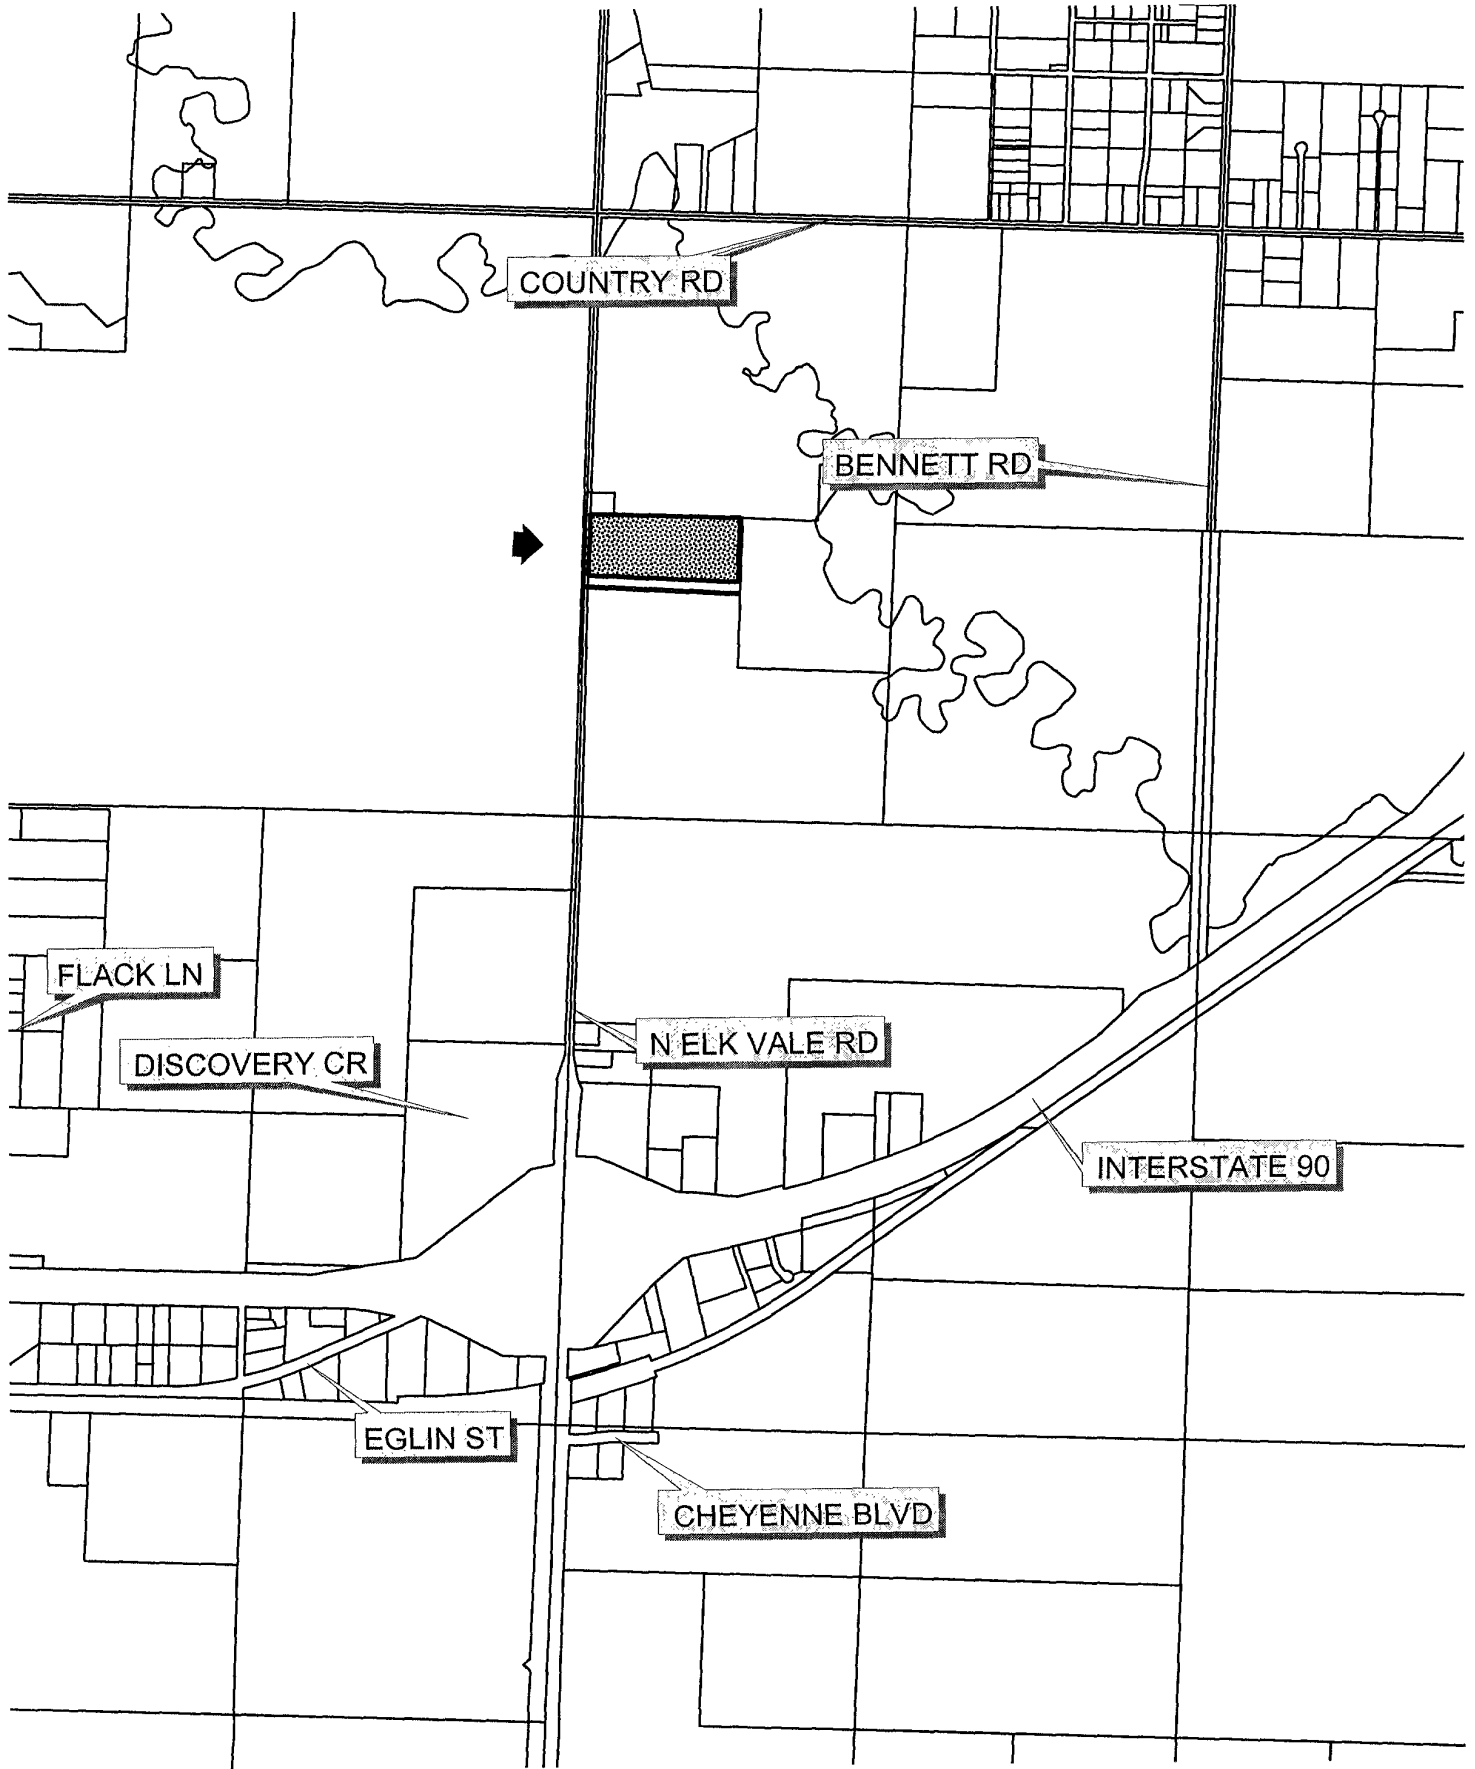 COUNTRY RD
BENNETT RD
FLACK LN
N ELK VALE RD
DISCOVERY CR
INTERSTATE 90
EGLIN ST
CHEYENNE BLVD